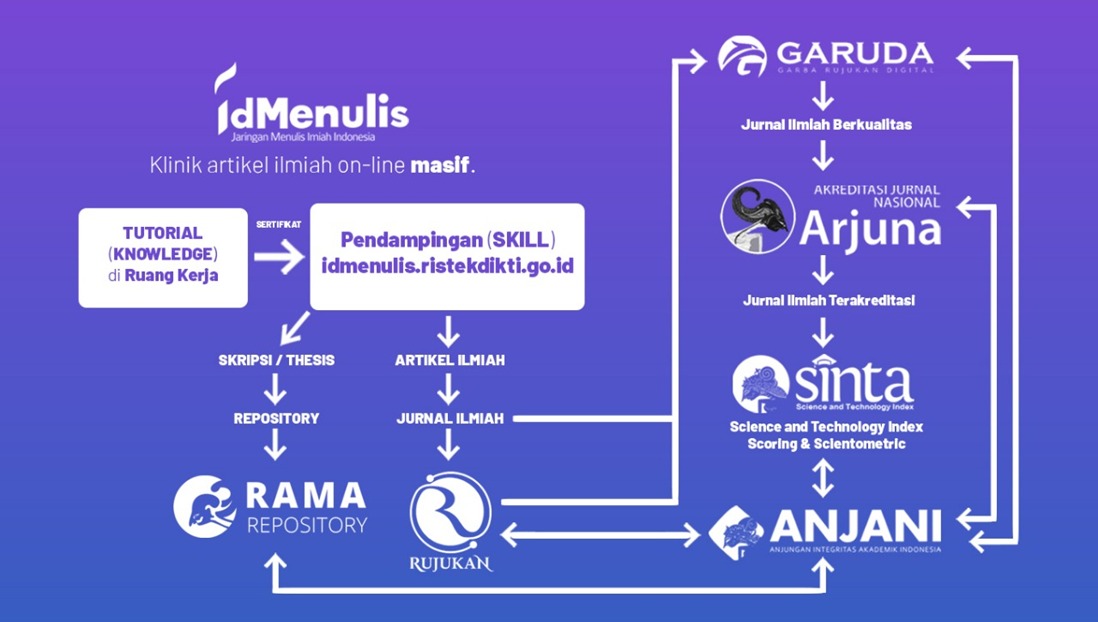 idMenulis
Jaringan Menulis Imiah Indonesia
Klinik artikel ilmiah on-line masif.
TUTORIAL
(KNOWLEDGE)
di Ruang Kerja
SERTIFIKAT
Pendampingan (SKILL)
idmenulis.ristekdikti.go.id
SKRIPSI / THESIS
REPOSITORY
RAMA
REPOSITORY
ARTIKEL ILMIAH
JURNAL ILMIAH
R
RUJUKAN
GARUDA
GARBA RUJUKAN DIGITAL
Jurnal Ilmiah Berkualitas
AKREDITASI JURNAL
NASIONAL
Arjuna
Jurnal Ilmiah Terakreditasi
sinta
Science and Technology Index
Science and Technology Index
Scoring & Scientometric
ANJANI
ANJUNGAN INTEGRITAS AKADEMIK INDONESIA